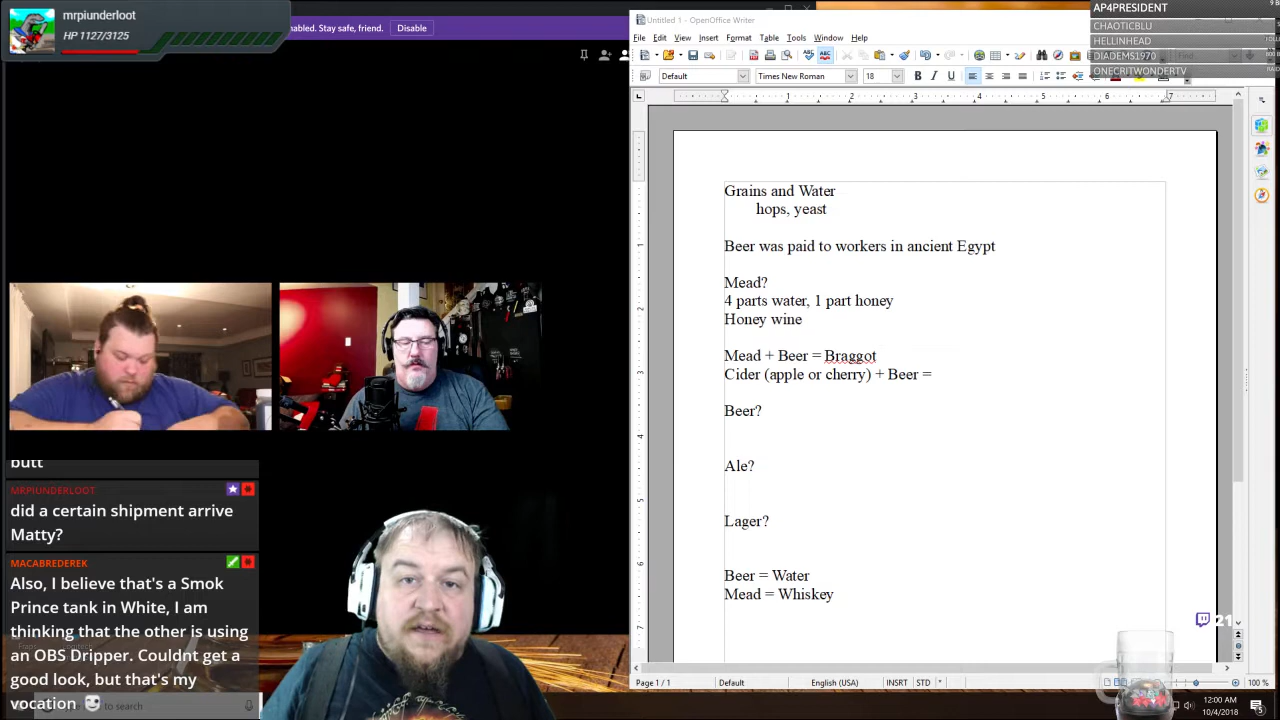 mrpiunderloot
HP 1127/3125
abled. Stay safe, friend.
Disable
Untitled 1 - OpenOffice Writer
File Edit View Insert Format Table Tools Window Help
Find
Default
Times New Roman
18
AP4PRESIDENT
CHAOTICBLU
HELLINHEAD
DIADEMS1970
ONECRITWONDERTV
Grains and Water
hops, yeast
Beer was paid to workers in ancient Egypt
Mead?
4 parts water, 1 part honey
Honey wine
Mead + Beer = Braggot
Cider (apple or cherry) + Beer =
Beer?
Ale?
Lager?
Beer = Water
Mead = Whiskey
butt
MRPIUNDERLOOT
did a certain shipment arrive
Matty?
MACABREDEREK
Also, I believe that's a Smok
Prince tank in White, I am
thinking that the other is using
an OBS Dripper. Couldnt get a
good look, but that's my
vocation
to search
21
Page 1 / 1
Default
English (USA)
INSRT
STD
*
100 %
12:00 AM
10/4/2018